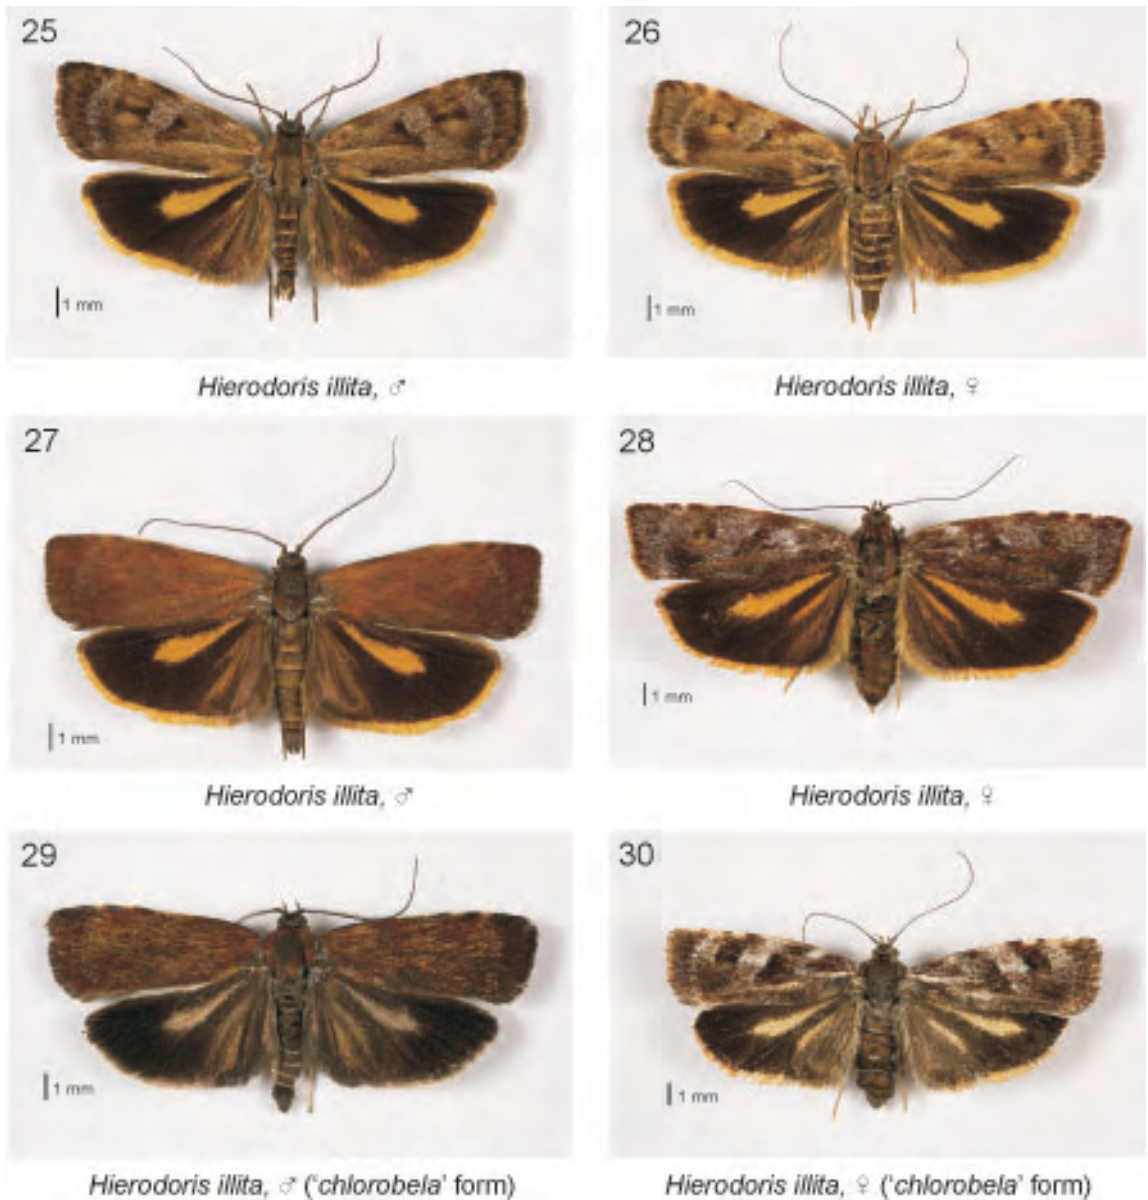 25
26
1 mm
1 mm
Hierodoris illita, ♂
Hierodoris illita, ♀
27
28
1 mm
1 mm
Hierodoris illita, ♂
Hierodoris illita, ♀
29
30
1 mm
1 mm
Hierodoris illita, ♂ (‘chlorobela’ form)
Hierodoris illita, ♀ (‘chlorobela’ form)